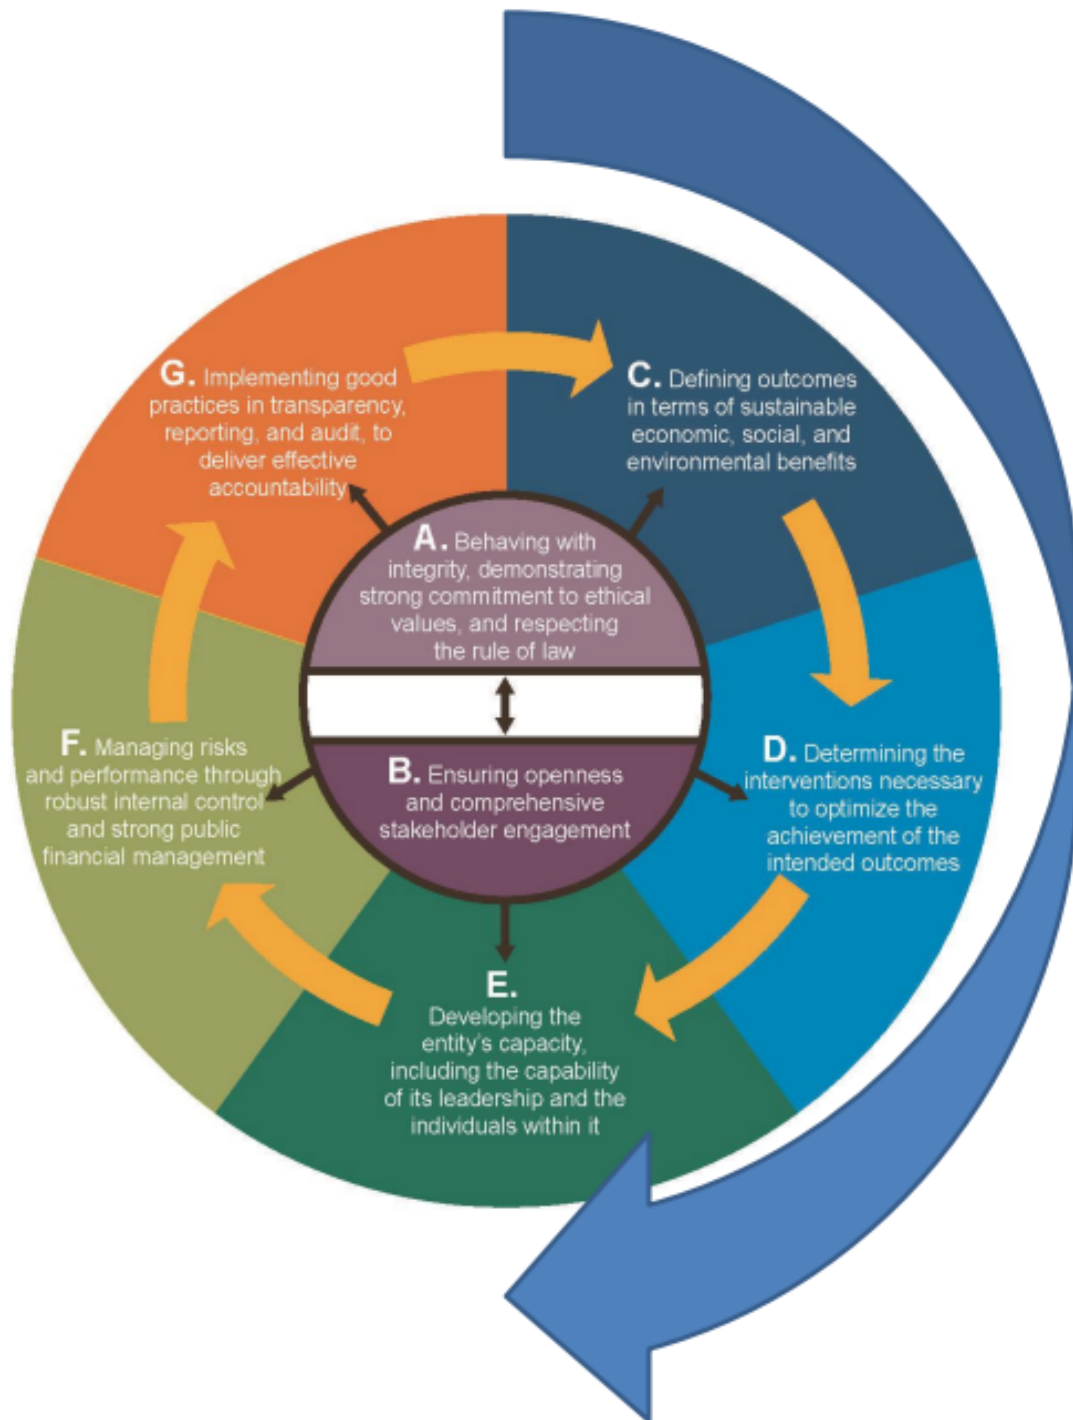 A. Behaving with
integrity, demonstrating
strong commitment to ethical
values, and respecting
the rule of law
B. Ensuring openness
and comprehensive
stakeholder engagement
C. Defining outcomes
in terms of sustainable
economic, social, and
environmental benefits
D. Determining the
interventions necessary
to optimize the
achievement of the
intended outcomes
E.
Developing the
entity's capacity,
including the capability
of its leadership and the
individuals within it
F. Managing risks
and performance through
robust internal control
and strong public
financial management
G. Implementing good
practices in transparency,
reporting, and audit, to
deliver effective
accountability